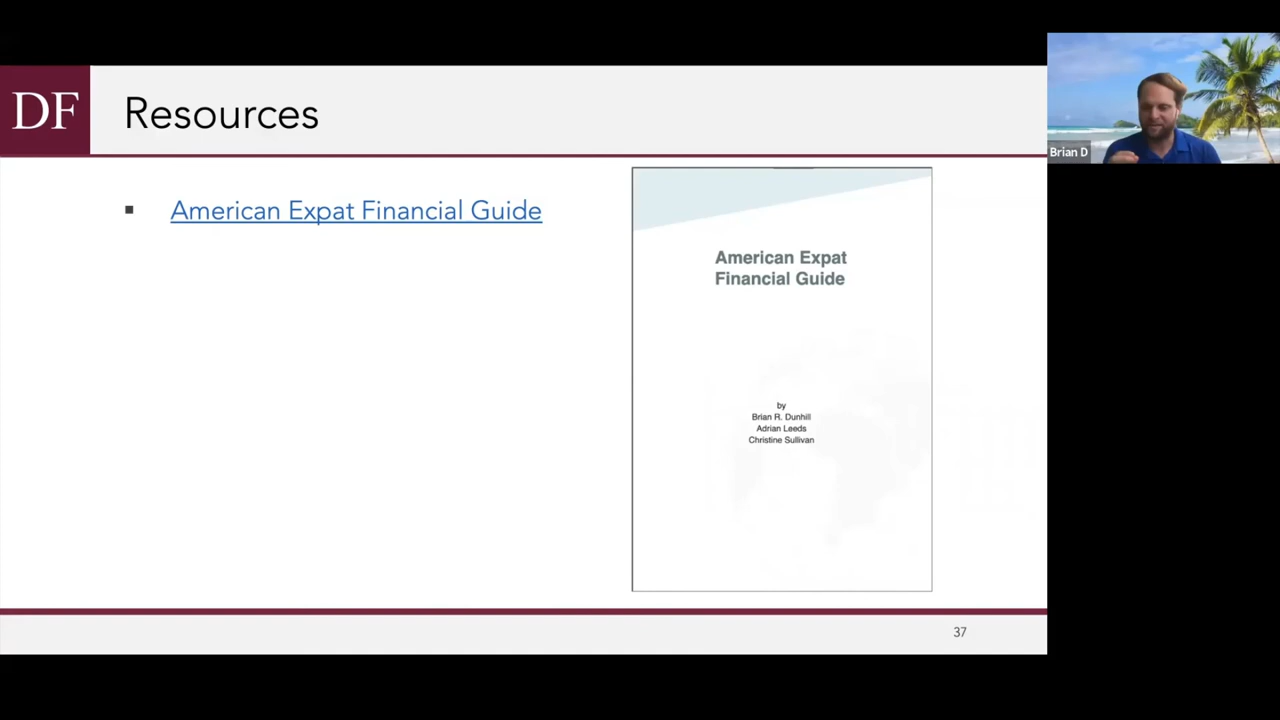 DF
Resources
Brian D
American Expat Financial Guide
American Expat
Financial Guide
by
Brian R. Dunhill
Adrian Leeds
Christine Sullivan
37